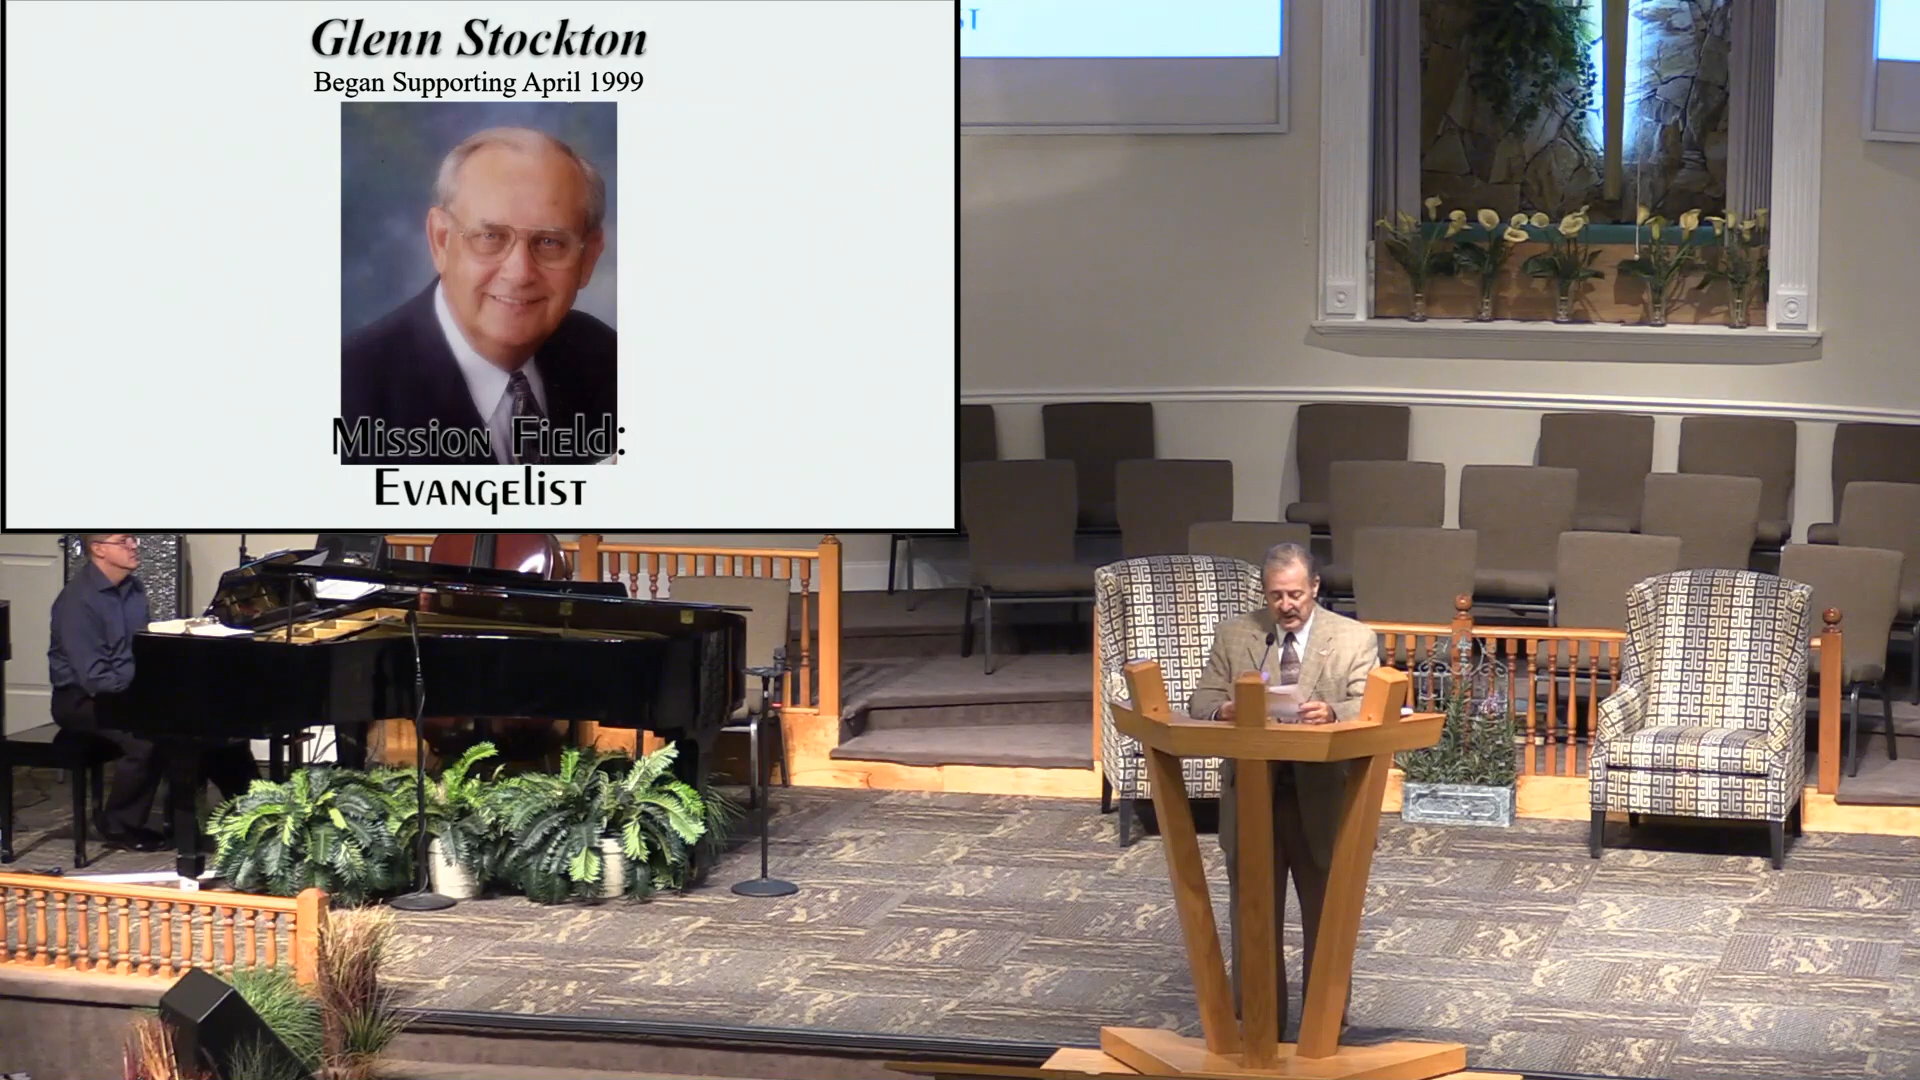 Glenn Stockton
Began Supporting April 1999
Mission Field:
Evangelist